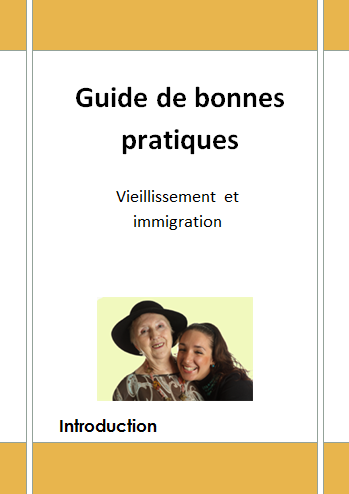 Guide de bonnes
pratiques
Vieillissement et
immigration
Introduction